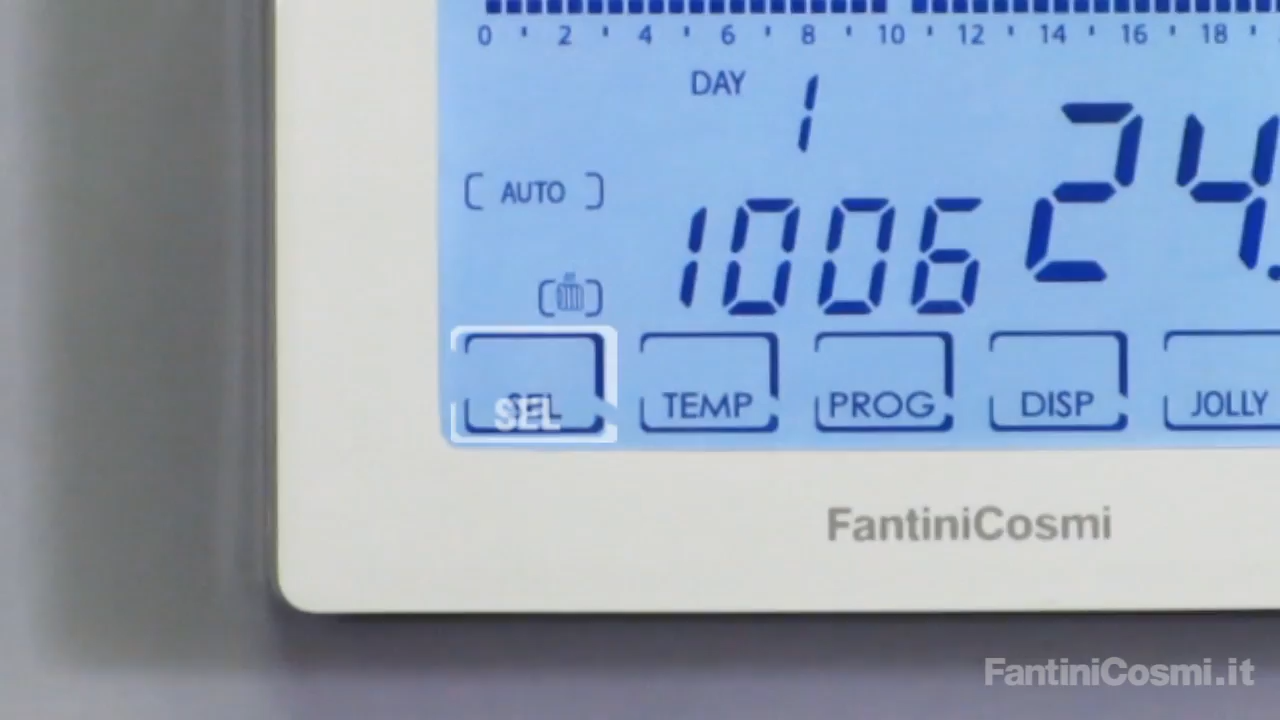 0 ' 2 ' 4 ' 6 ' 8 ' 10 ' 12 ' 14 ' 16 ' 18 '
DAY 1
[ AUTO ]
1006 24.
SEL TEMP PROG DISP JOLLY
SEL
FantiniCosmi
FantiniCosmi.it